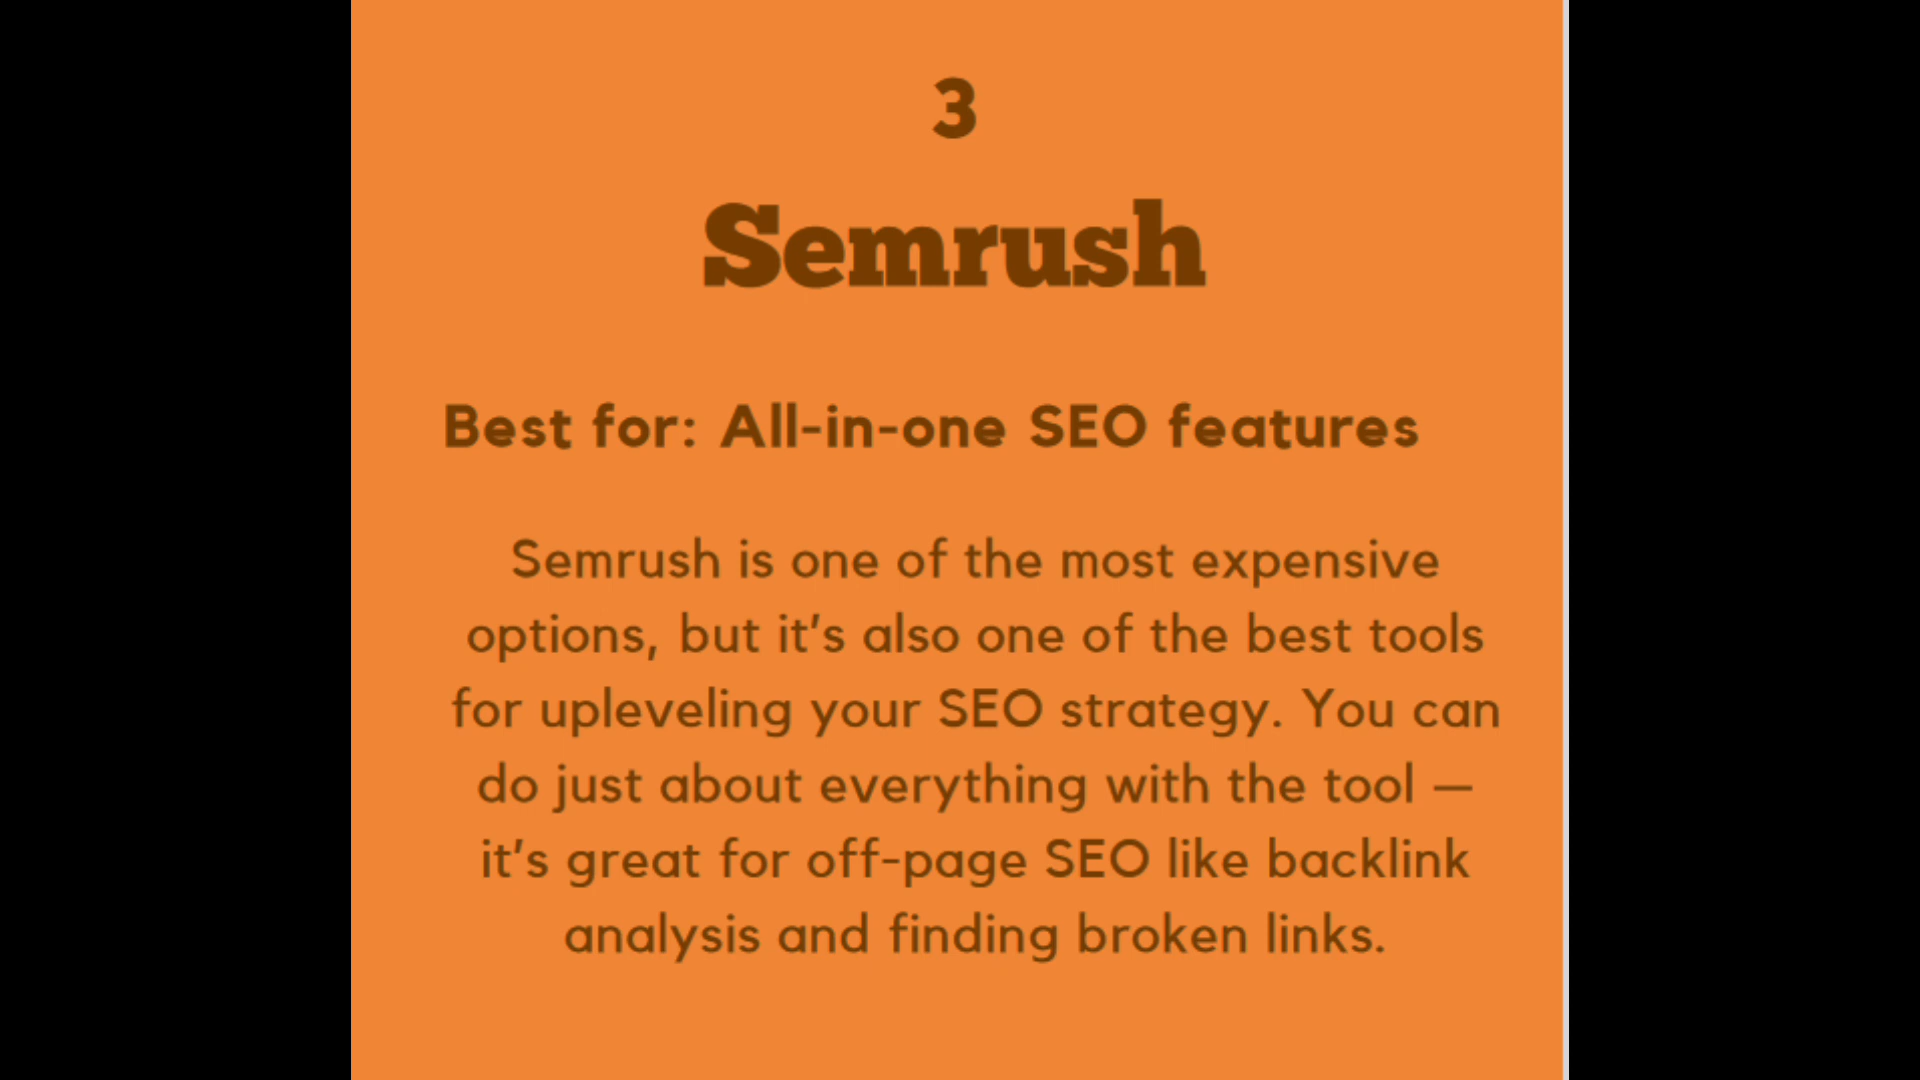 3
Semrush
Best for: All-in-one SEO features
Semrush is one of the most expensive
options, but it’s also one of the best tools
for upleveling your SEO strategy. You can
do just about everything with the tool —
it’s great for off-page SEO like backlink
analysis and finding broken links.